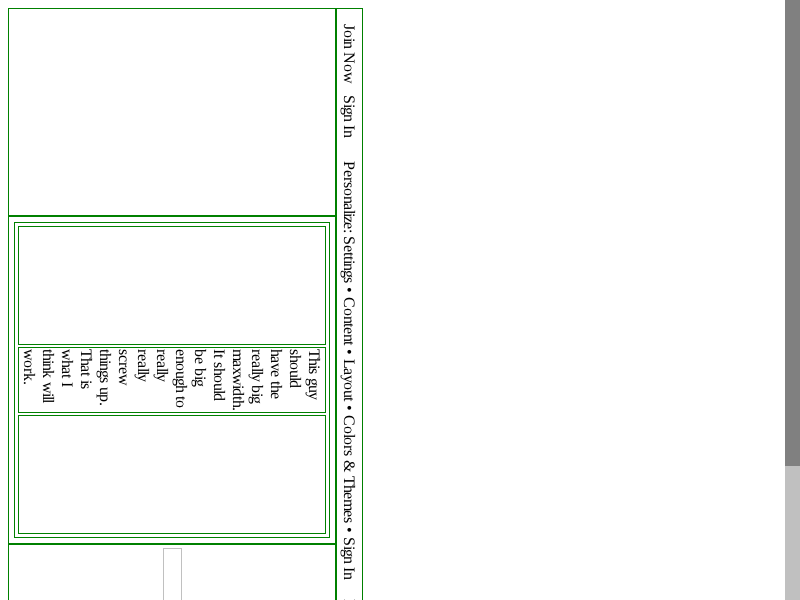 Join Now Sign In Personalize: Settings • Content • Layout • Colors & Themes • Sign In
This guy
should
have the
really big
maxwidth.
It should
be big
enough to
really
really
screw
things up.
That is
what I
think will
work.